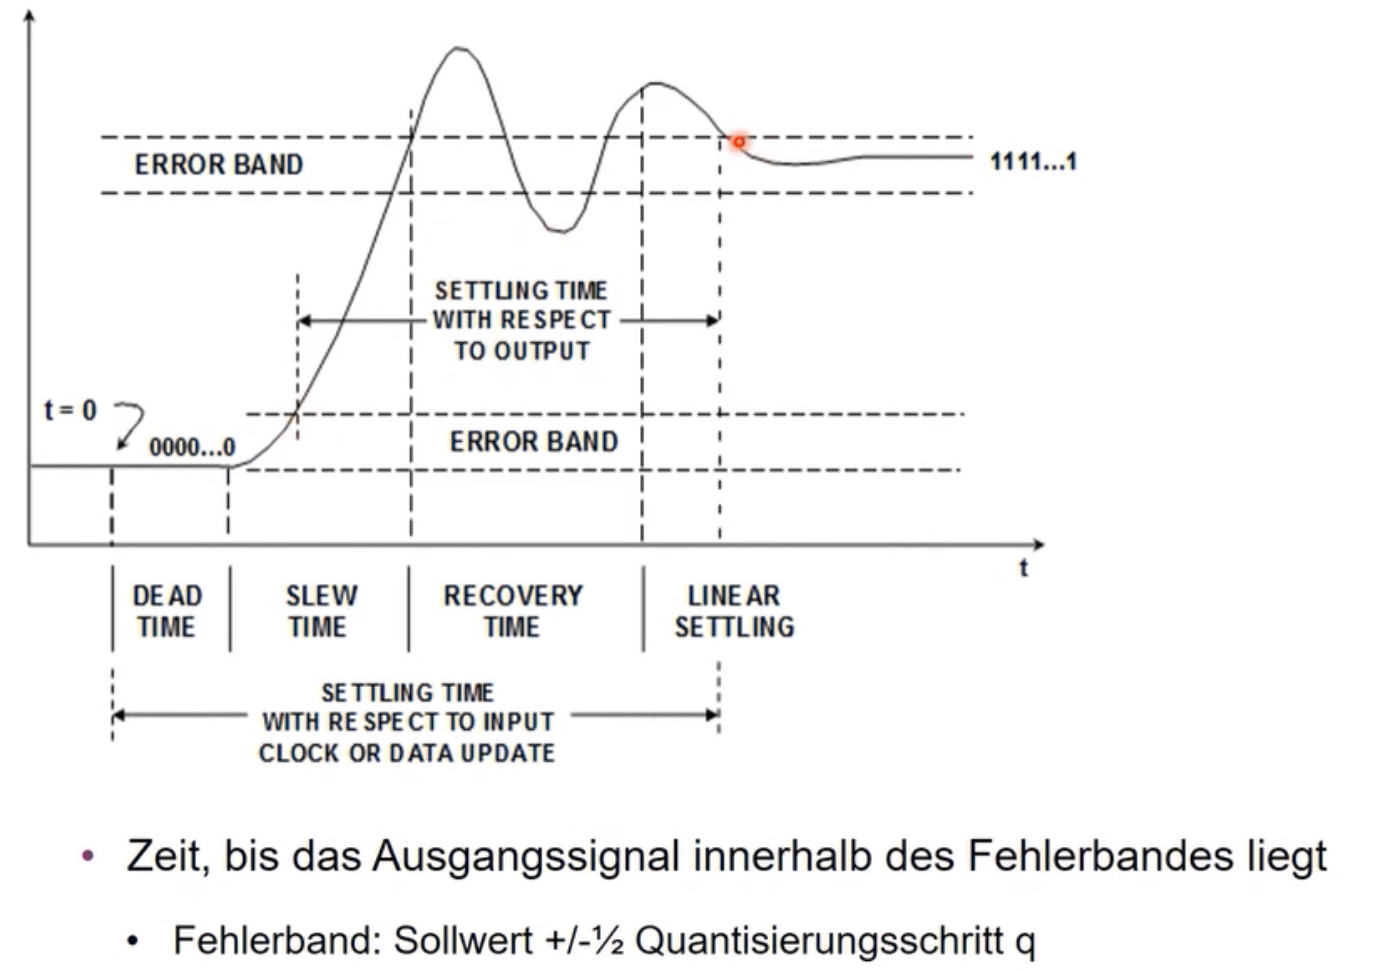 ERROR BAND
1111...1
SETTLING TIME
WITH RESPECT
TO OUTPUT
t = 0
0000...0
ERROR BAND
t
DEAD
TIME
SLEW
TIME
RECOVERY
TIME
LINEAR
SETTLING
SETTLING TIME
WITH RESPECT TO INPUT
CLOCK OR DATA UPDATE
• Zeit, bis das Ausgangssignal innerhalb des Fehlerbandes liegt
• Fehlerband: Sollwert +/-½ Quantisierungsschritt q